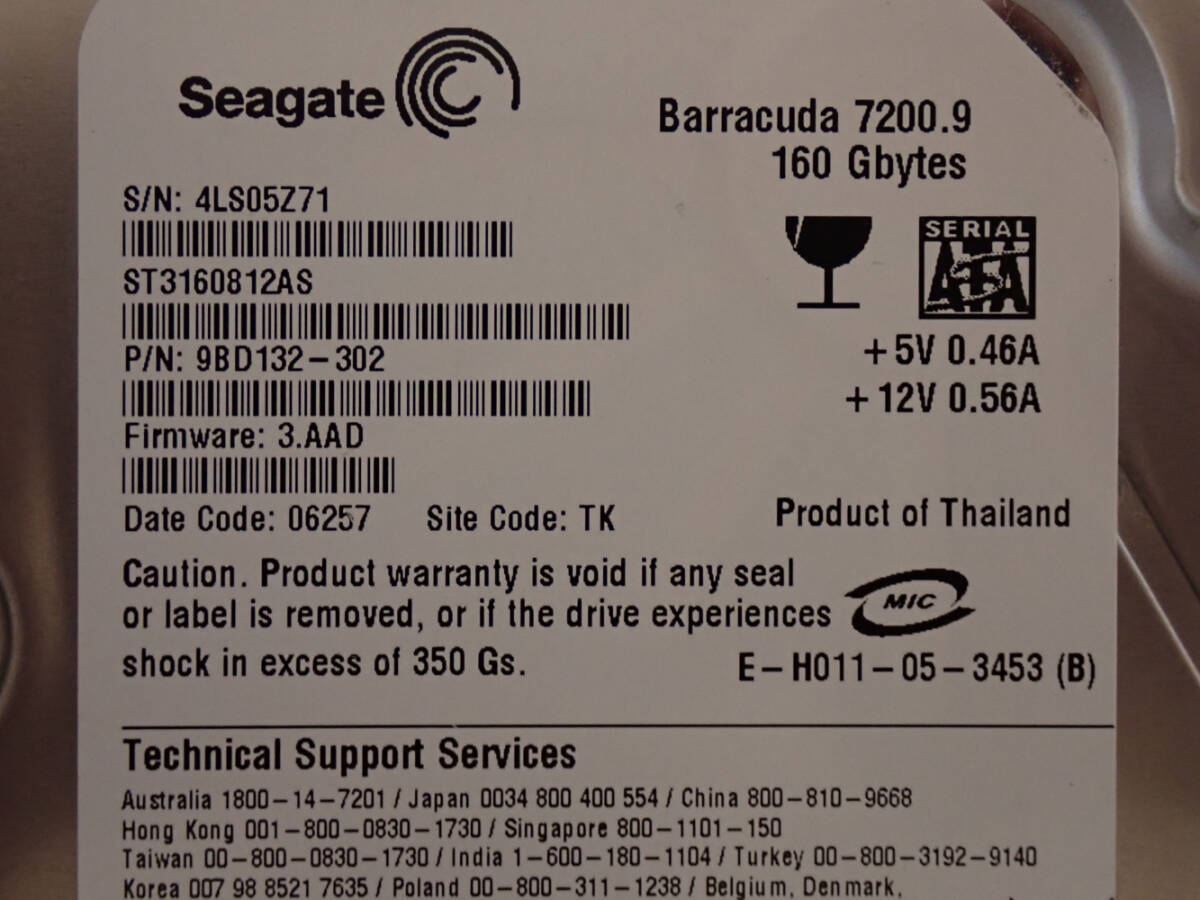 Seagate
Barracuda 7200.9
160 Gbytes
S/N: 4LS05Z71
ST3160812AS
P/N: 9BD132-302
Firmware: 3.AAD
SERIAL
ATA
+5V 0.46A
+12V 0.56A
Date Code: 06257 Site Code: TK
Product of Thailand
Caution. Product warranty is void if any seal
or label is removed, or if the drive experiences
shock in excess of 350 Gs.
MIC
E-H011-05-3453 (B)
Technical Support Services
Australia 1800-14-7201 / Japan 0034 800 400 554 / China 800-810-9668
Hong Kong 001-800-0830-1730 / Singapore 800-1101-150
Taiwan 00-800-0830-1730 / India 1-600-180-1104 / Turkey 00-800-3192-9140
Korea 007 98 8521 7635 / Poland 00-800-311-1238 / Belgium, Denmark,